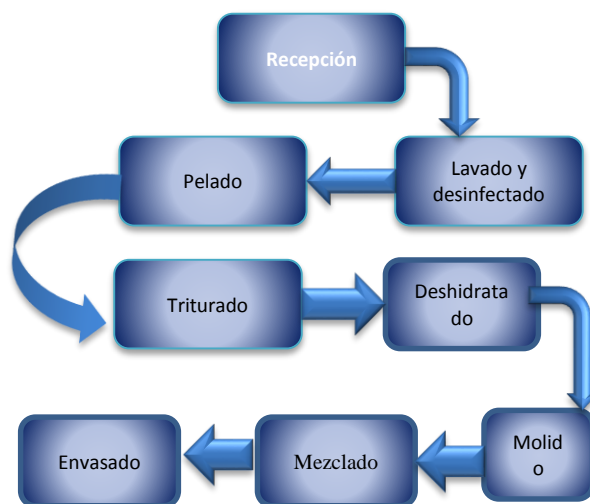 Recepción
Lavado y
desinfectado
Pelado
Triturado
Deshidrata
do
Molid
o
Mezclado
Envasado